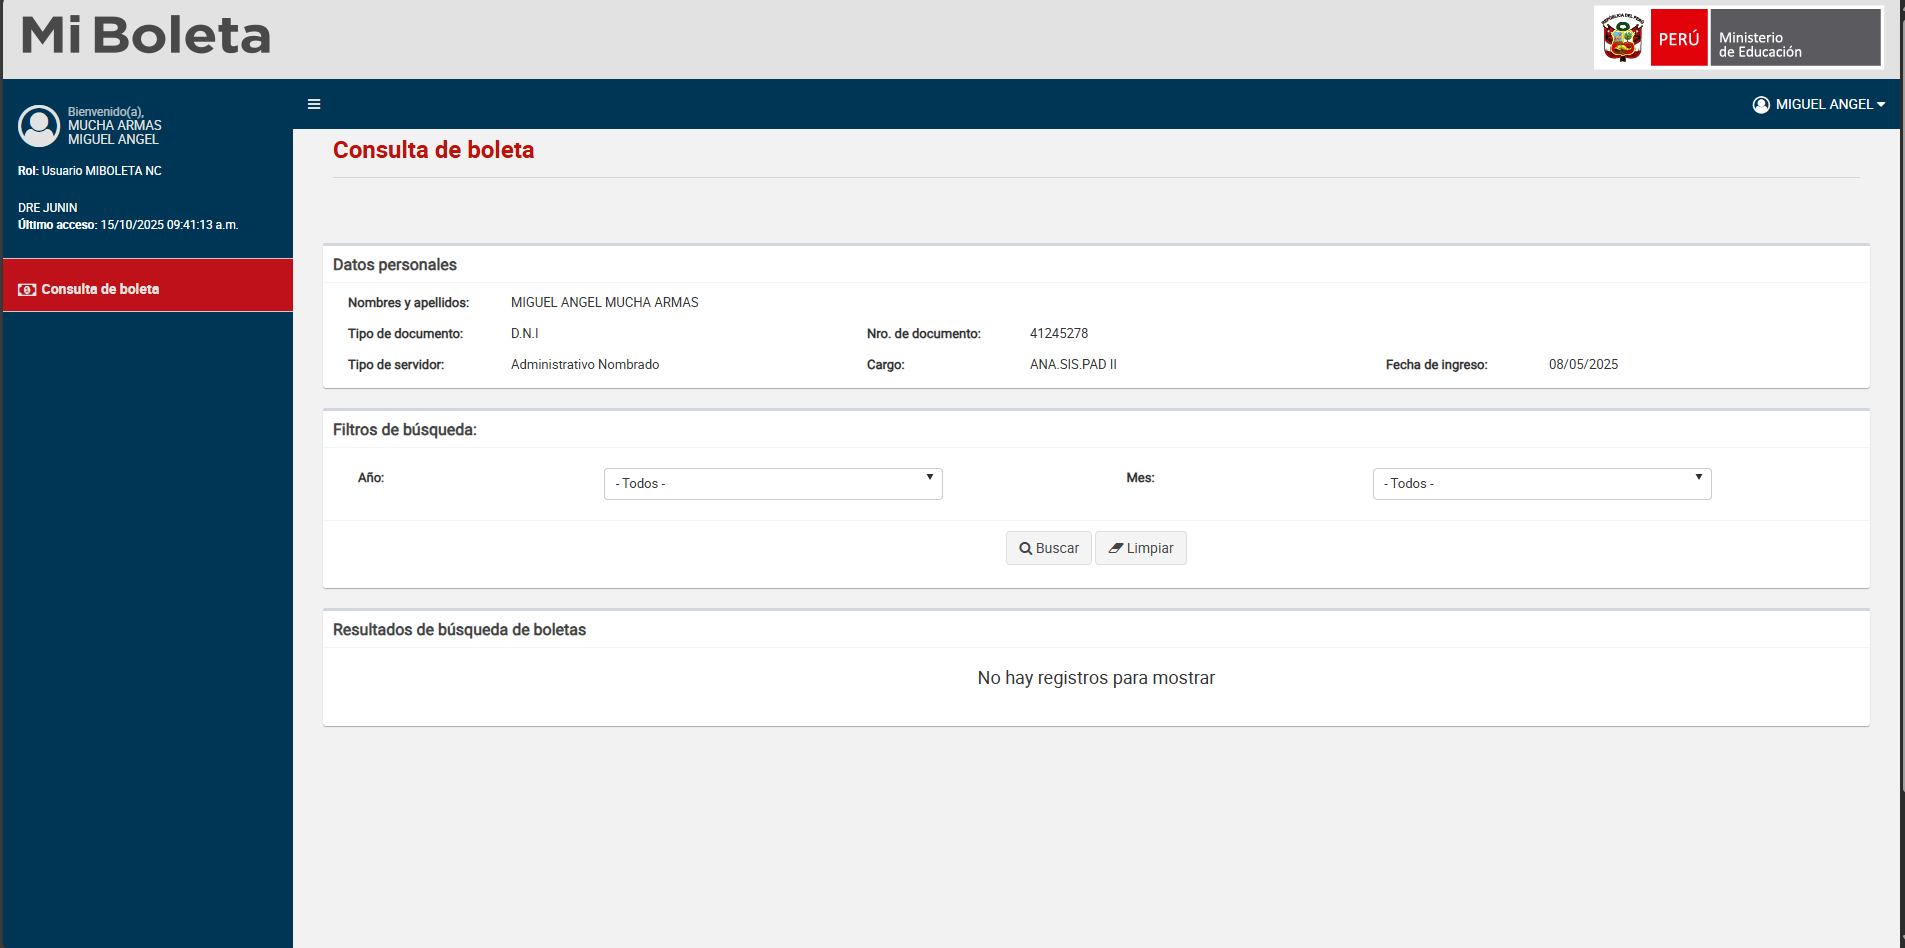 Mi Boleta
REPÚBLICA DEL PERÚ
PERÚ
Ministerio
de Educación
Bienvenido(a),
MUCHA ARMAS
MIGUEL ANGEL
Rol: Usuario MIBOLETA NC
DRE JUNIN
Último acceso: 15/10/2025 09:41:13 a.m.
Consulta de boleta
MIGUEL ANGEL
Consulta de boleta
Datos personales
Nombres y apellidos: MIGUEL ANGEL MUCHA ARMAS
Tipo de documento: D.N.I Nro. de documento: 41245278
Tipo de servidor: Administrativo Nombrado Cargo: ANA.SIS.PAD II Fecha de ingreso: 08/05/2025
Filtros de búsqueda:
Año: - Todos - Mes: - Todos -
Buscar Limpiar
Resultados de búsqueda de boletas
No hay registros para mostrar